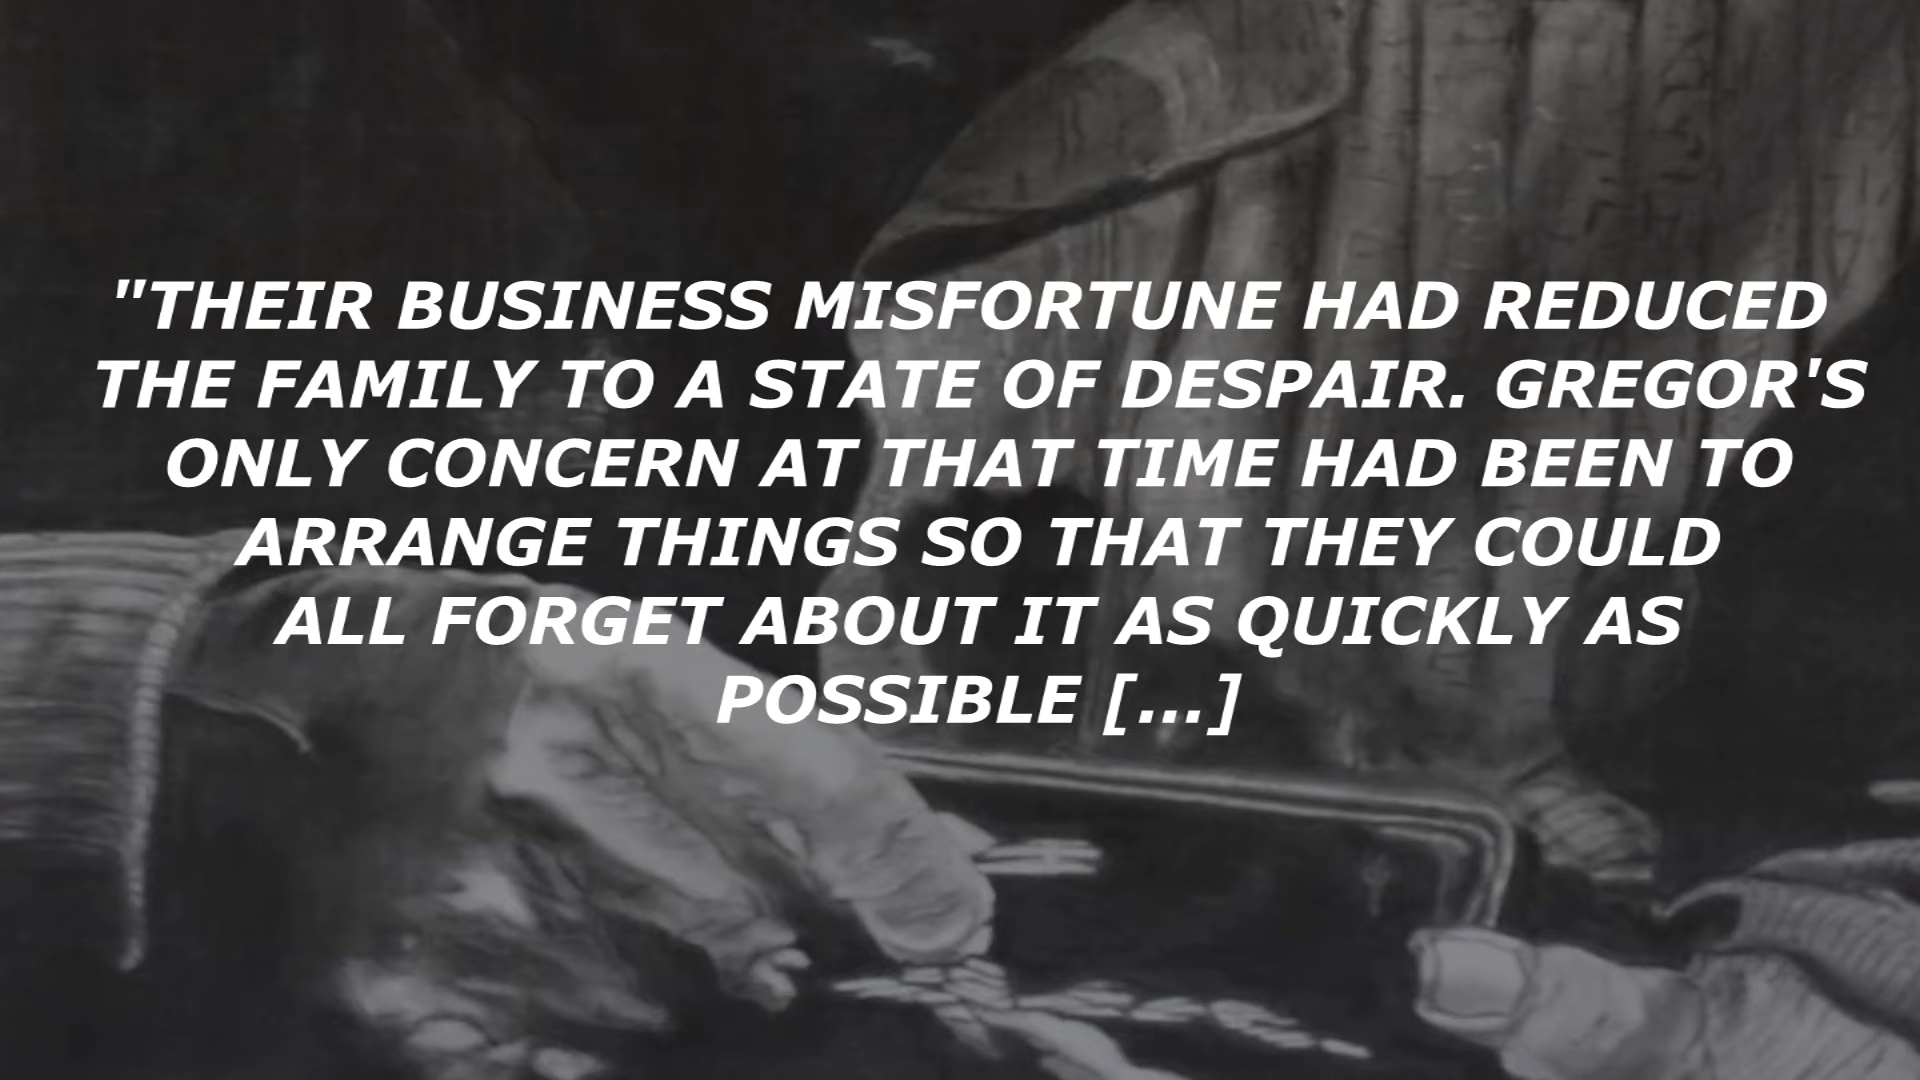 "THEIR BUSINESS MISFORTUNE HAD REDUCED
THE FAMILY TO A STATE OF DESPAIR. GREGOR'S
ONLY CONCERN AT THAT TIME HAD BEEN TO
ARRANGE THINGS SO THAT THEY COULD
ALL FORGET ABOUT IT AS QUICKLY AS
POSSIBLE [...]